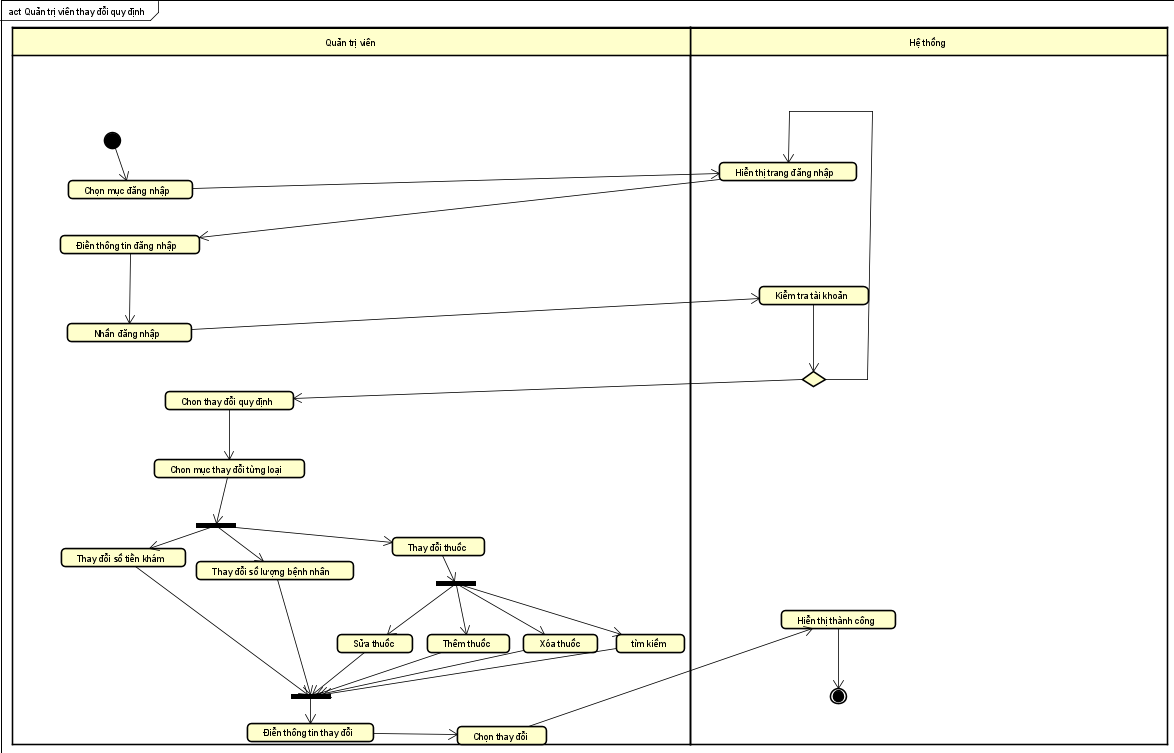 act Quản trị viên thay đổi quy định
Quản trị viên
Hệ thống
Chọn mục đăng nhập
Hiển thị trang đăng nhập
Điền thông tin đăng nhập
Kiểm tra tài khoản
Nhấn đăng nhập
Chon thay đổi quy định
Chon mục thay đổi từng loại
Thay đổi thuốc
Thay đổi số tiền khám
Thay đổi số lượng bệnh nhân
Hiển thị thành công
Sửa thuốc
Thêm thuốc
Xóa thuốc
tìm kiếm
Điền thông tin thay đổi
Chọn thay đổi